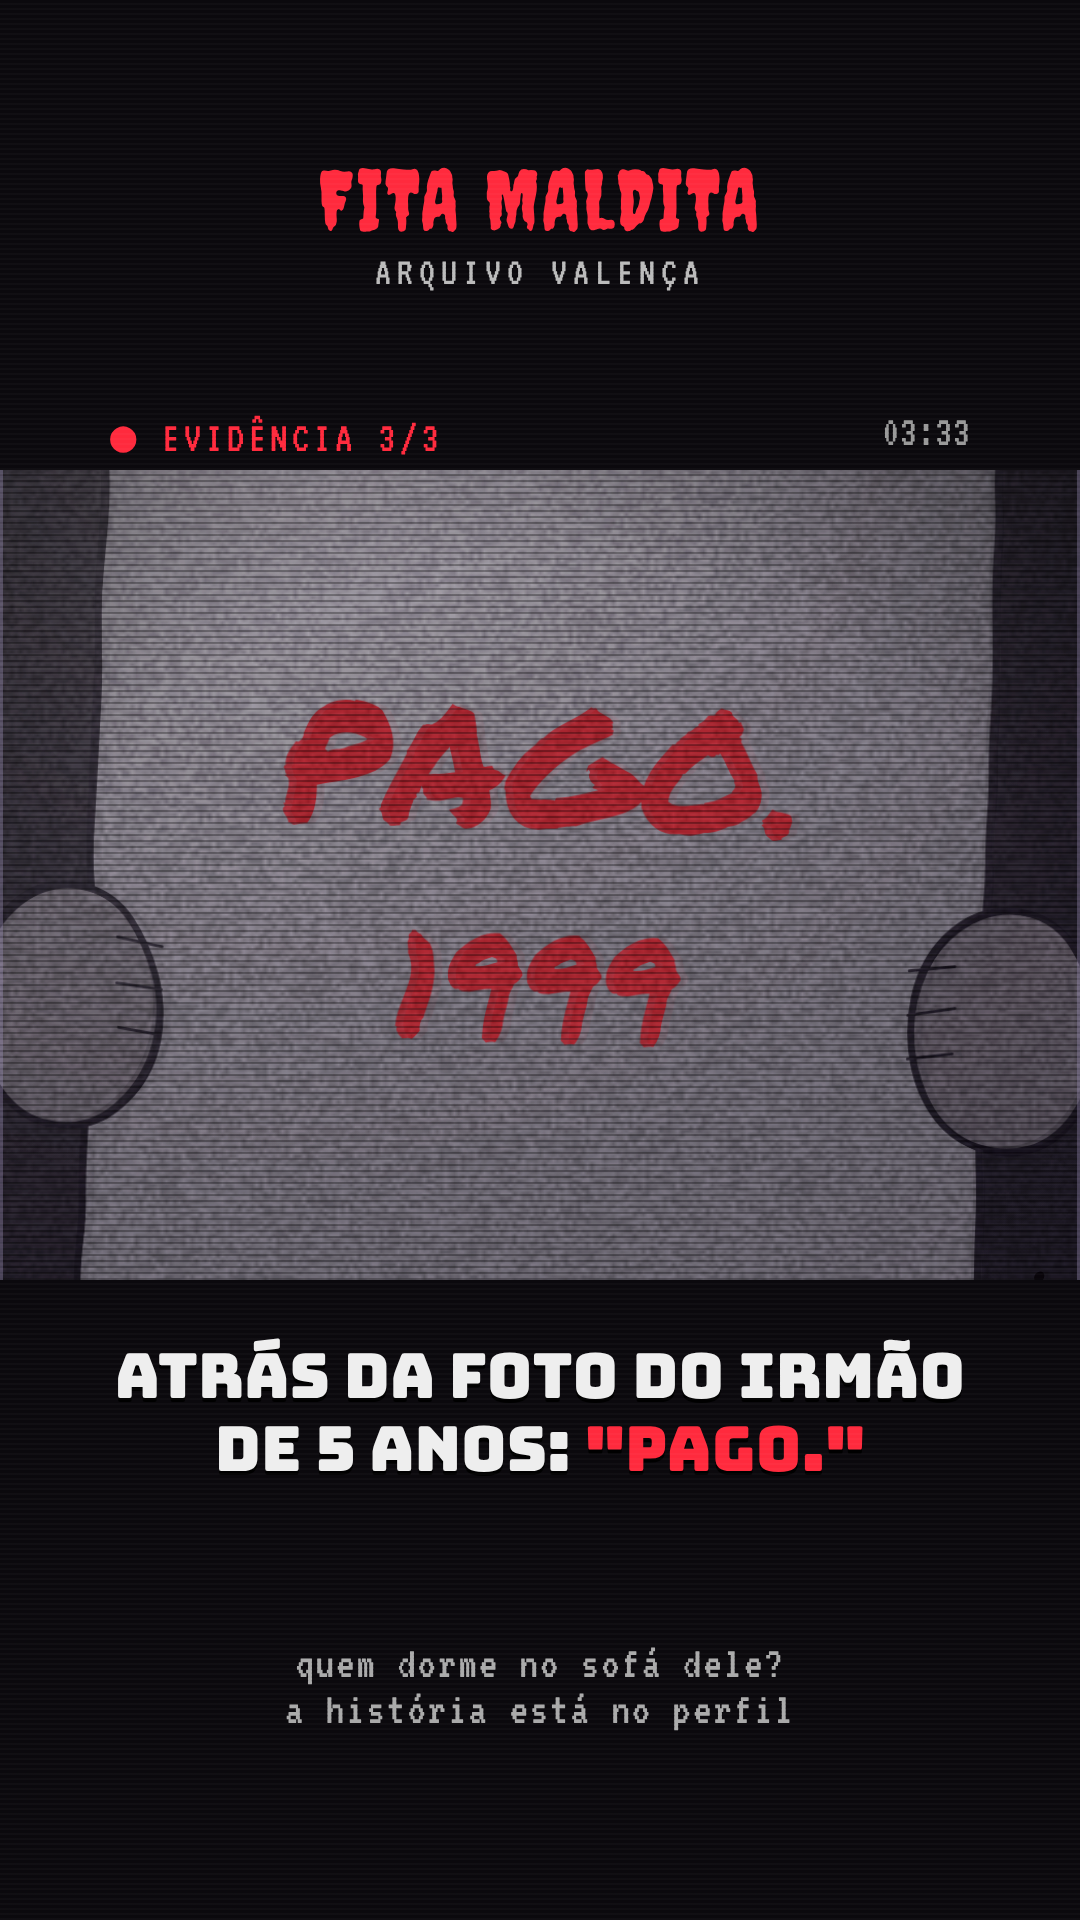 FITA MALDITA
ARQUIVO VALENÇA
EVIDÊNCIA 3/3
03:33
PAGO.
1999
ATRÁS DA FOTO DO IRMÃO
DE 5 ANOS: "PAGO."
quem dorme no sofá dele?
a história está no perfil